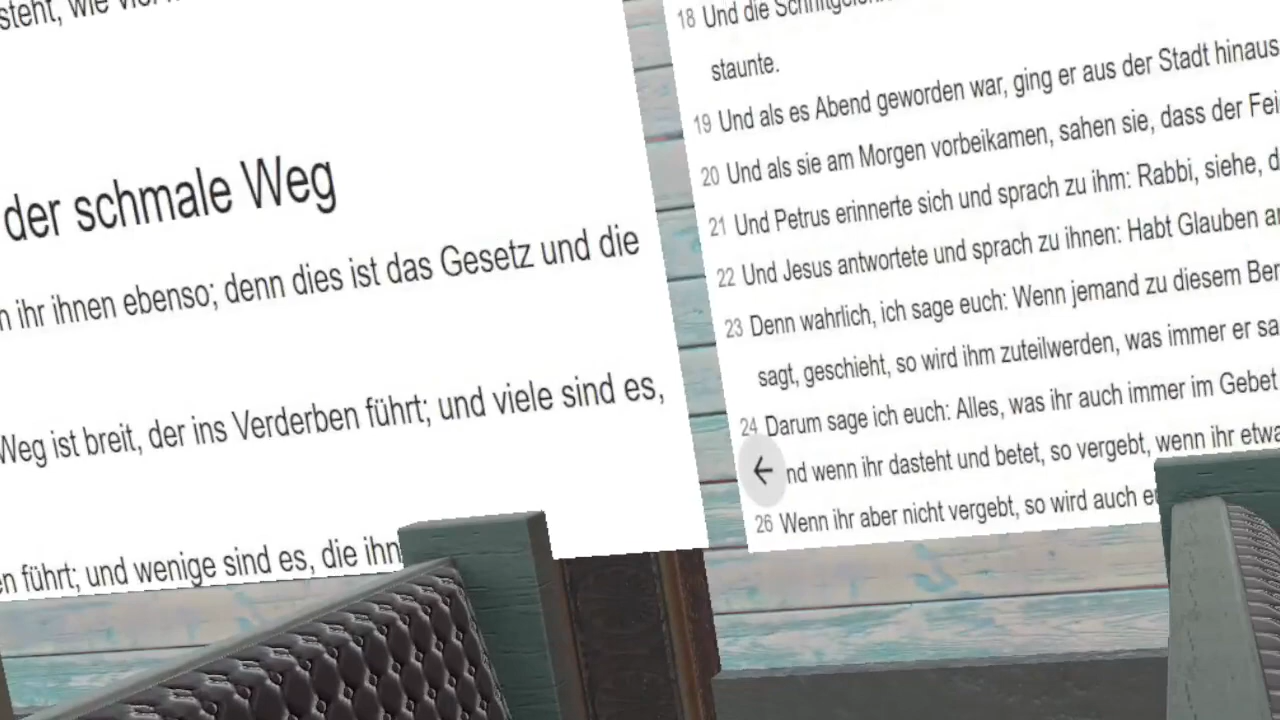 steht, wie
der schmale Weg
ihr ihnen ebenso; denn dies ist das Gesetz und die
Weg ist breit, der ins Verderben führt; und viele sind es,
führt; und wenige sind es, die ihn
18 Und die
staunte.
19 Und als es Abend geworden war, ging er aus der Stadt hinaus
20 Und als sie am Morgen vorbeikamen, sahen sie, dass der
21 Und Petrus erinnerte sich und sprach zu ihm: Rabbi, siehe,
22 Und Jesus antwortete und sprach zu ihnen: Habt Glauben
23 Denn wahrlich, ich sage euch: Wenn jemand zu diesem
sagt, geschieht, so wird ihm zuteilwerden, was immer er
24 Darum sage ich euch: Alles, was ihr auch immer im Gebet
wenn ihr dasteht und betet, so vergebt, wenn ihr
26 Wenn ihr aber nicht vergebt, so wird auch